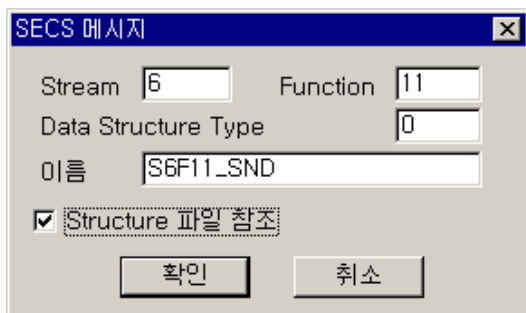 SECS 메시지
Stream 6 Function 11
Data Structure Type 0
이름 S6F11_SND
Structure 파일 참조
확인 취소